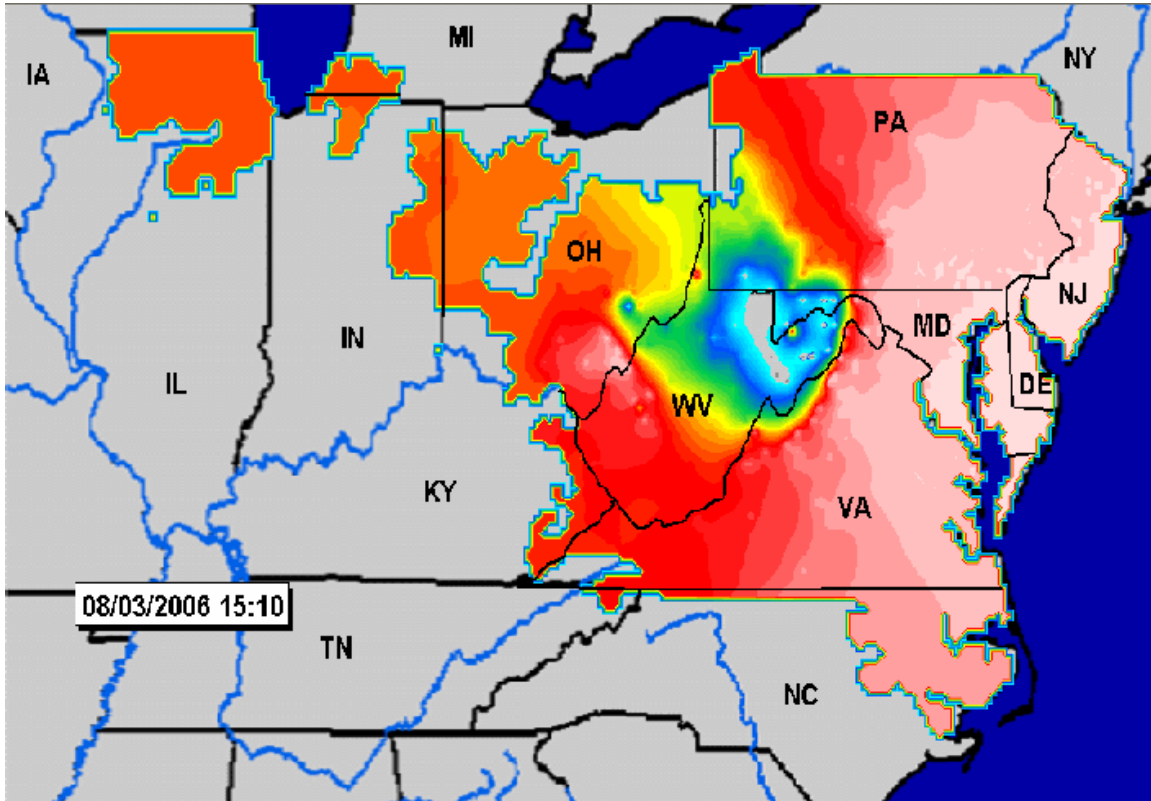 MI
NY
IA
PA
OH
NJ
MD
IN
IL
DE
WV
KY
VA
08/03/2006 15:10
TN
NC